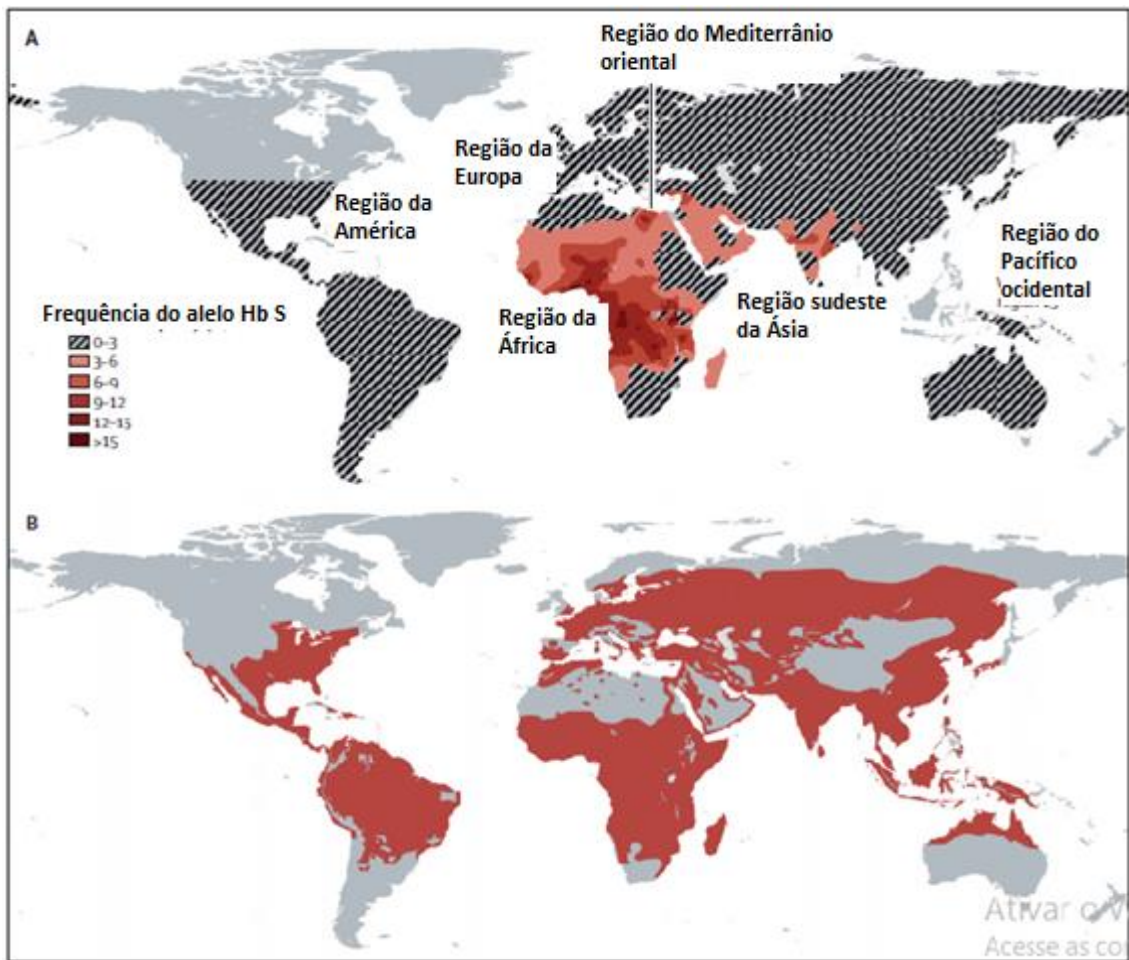 A
Região do Mediterrânio
oriental
Região da
Europa
Região da
América
Região do
Pacífico
ocidental
Frequência do alelo Hb S
0–3
3–6
6–9
9–12
12–15
>15
Região da
África
Região sudeste
da Ásia
B
Ativar o
Acesse as